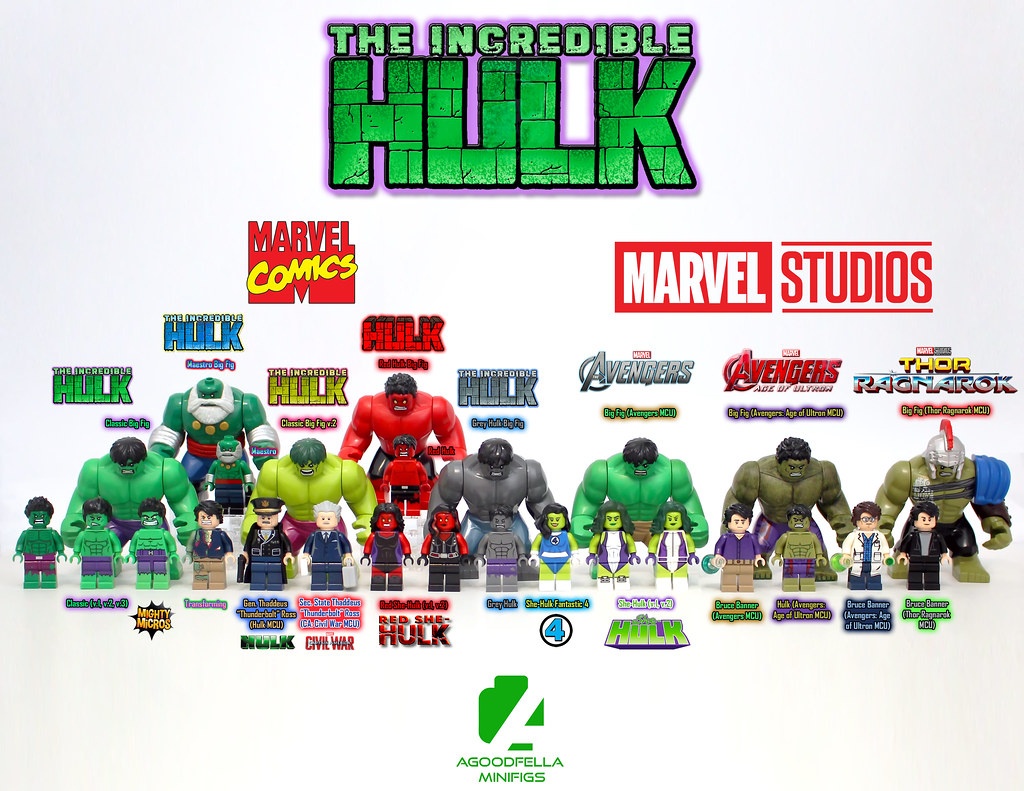 THE INCREDIBLE
HULK
MARVEL
COMICS
MARVEL STUDIOS
THE INCREDIBLE
HULK
Maestro Big Fig
HULK
Red Hulk Big Fig
THE INCREDIBLE
HULK
Classic Big Fig
THE INCREDIBLE
HULK
Classic Big Fig v.2
THE INCREDIBLE
HULK
Grey Hulk Big Fig
MARVEL
AVENGERS
Big Fig (Avengers MCU)
MARVEL
AVENGERS
AGE OF ULTRON
Big Fig (Avengers: Age of Ultron MCU)
MARVEL STUDIOS
THOR
RAGNAROK
Big Fig (Thor Ragnarok MCU)
Maestro
Red Hulk
4
Classic (v.1, v.2, v.3)
MIGHTY
MICROS
Transforming
Gen. Thaddeus
"Thunderbolt" Ross
(Hulk MCU)
HULK
Sec. State Thaddeus
"Thunderbolt" Ross
(CA: Civil War MCU)
CIVIL WAR
Red She-Hulk (v.1, v.2)
RED SHE-
HULK
Grey Hulk
She-Hulk Fantastic 4
4
She-Hulk (v.1, v.2)
She
HULK
Bruce Banner
(Avengers MCU)
Hulk (Avengers:
Age of Ultron MCU)
Bruce Banner
(Avengers: Age
of Ultron MCU)
Bruce Banner
(Thor Ragnarok
MCU)
AGOODFELLA
MINIFIGS